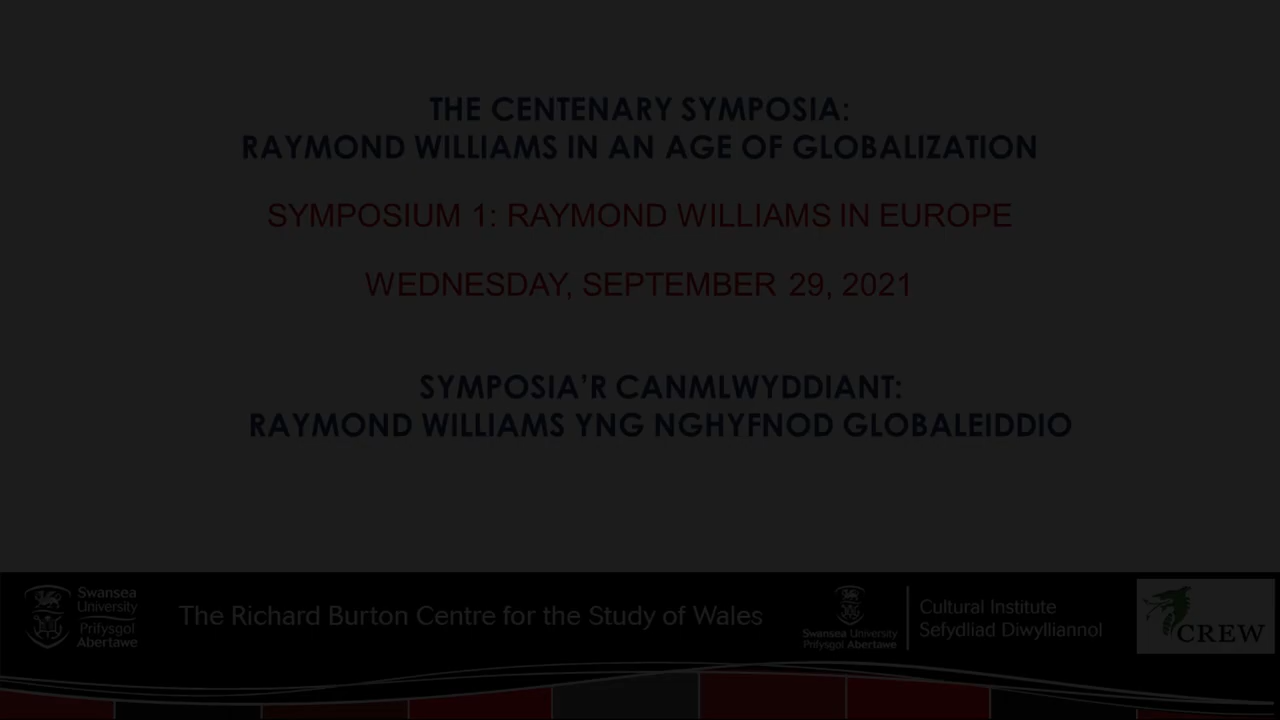 THE CENTENARY SYMPOSIA:
RAYMOND WILLIAMS IN AN AGE OF GLOBALIZATION
SYMPOSIUM 1: RAYMOND WILLIAMS IN EUROPE
WEDNESDAY, SEPTEMBER 29, 2021
SYMPOSIA’R CANMLWYDDIANT:
RAYMOND WILLIAMS YNG NGHYFNOD GLOBALEIDDIO
Swansea
University
Prifysgol
Abertawe
The Richard Burton Centre for the Study of Wales
Swansea University
Prifysgol Abertawe
Cultural Institute
Sefydliad Diwylliannol
CREW